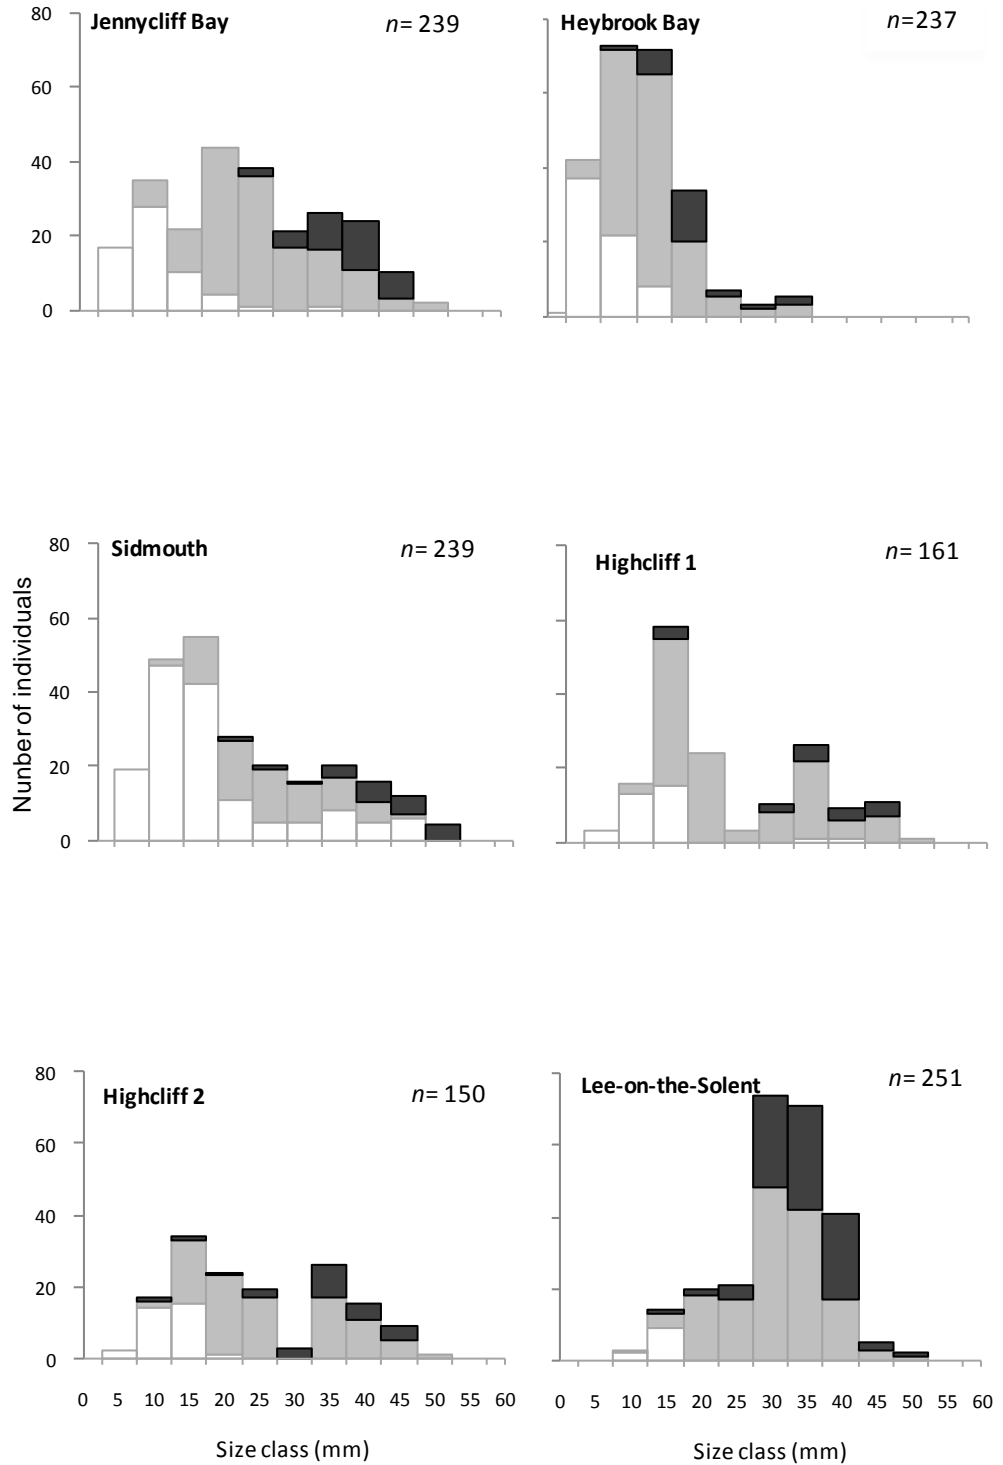 80
60
40
20
0
Jennycliff Bay
n= 239
Heybrook Bay
n=237
Nunber of individuals
80
60
40
20
0
Sidmouth
n= 239
Highcliff 1
n= 161
80
60
40
20
0
Highcliff 2
n= 150
Lee-on-the-Solent
n= 251
0 5 10 15 20 25 30 35 40 45 50 55 60
Size class (mm)
0 5 10 15 20 25 30 35 40 45 50 55 60
Size class (mm)